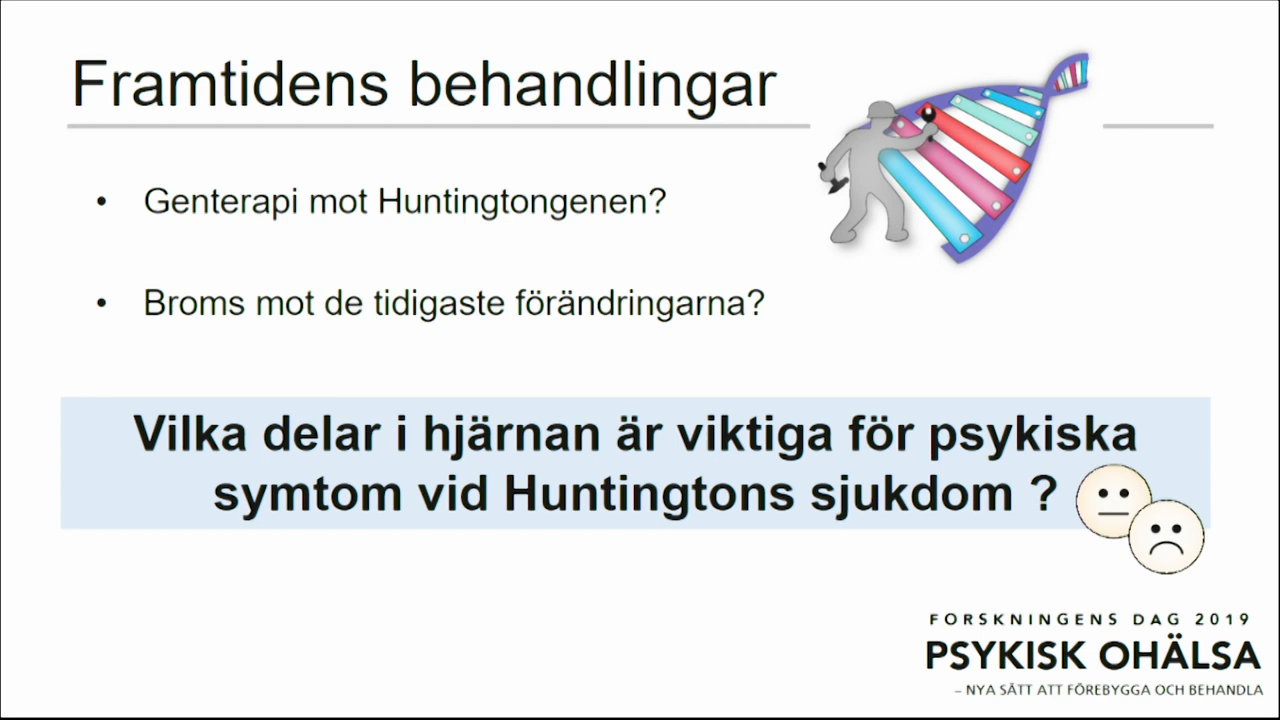 Framtidens behandlingar
• Genterapi mot Huntingtongenen?
• Broms mot de tidigaste förändringarna?
Vilka delar i hjärnan är viktiga för psykiska
symtom vid Huntingtons sjukdom ?
FORSKNINGENS DAG 2019
PSYKISK OHÄLSA
– NYA SÄTT ATT FÖREBYGGA OCH BEHANDLA